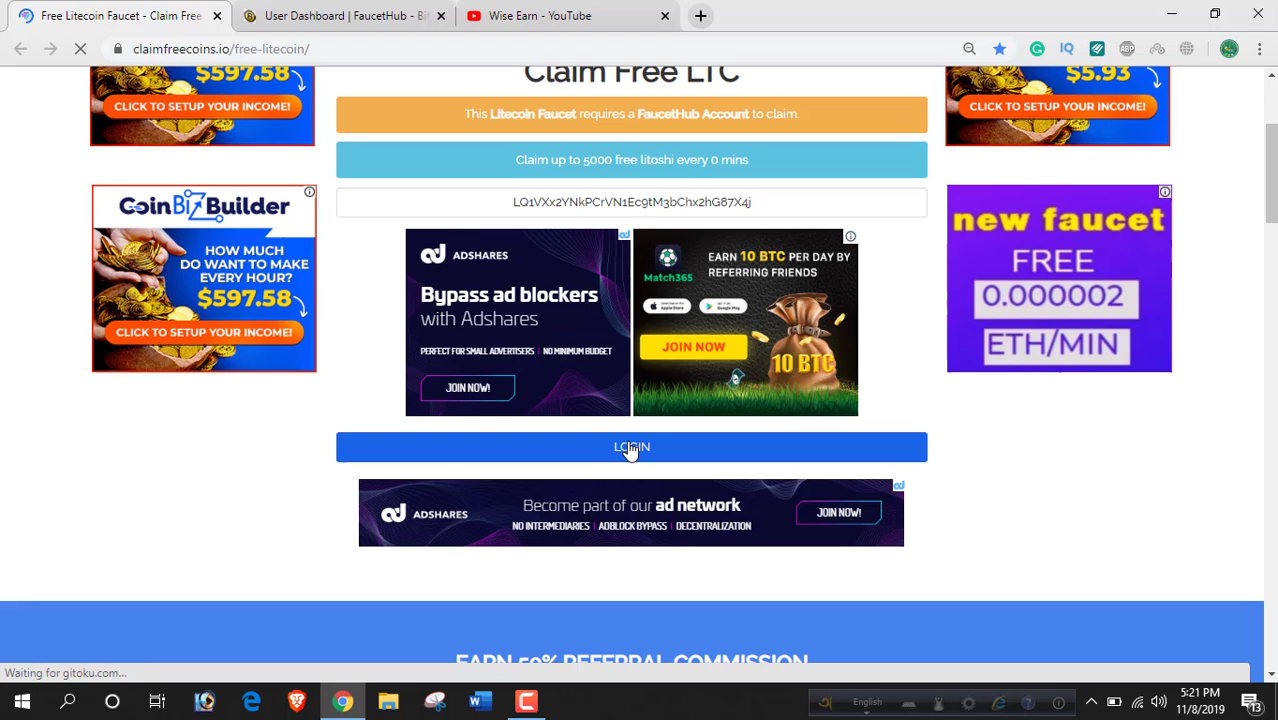 Free Litecoin Faucet - Claim Free
User Dashboard | FaucetHub - Bit
Wise Earn - YouTube
claimfreecoins.io/free-litecoin/
$597.58
CLICK TO SETUP YOUR INCOME!
Claim Free LTC
$5.93
CLICK TO SETUP YOUR INCOME!
This Litecoin Faucet requires a FaucetHub Account to claim.
Claim up to 5000 free litoshi every 0 mins
LQ1VXx2YNkPCrVN1Ec9tM3bChx2hG87X4j
CoinBizBuilder
HOW MUCH
DO WANT TO MAKE
EVERY HOUR?
$597.58
CLICK TO SETUP YOUR INCOME!
ADSHARES
Bypass ad blockers
with Adshares
PERFECT FOR SMALL ADVERTISERS | NO MINIMUM BUDGET
JOIN NOW!
Match365
EARN 10 BTC PER DAY BY
REFERRING FRIENDS
App Store
Google Play
JOIN NOW
10 BTC
new faucet
FREE
0.000002
ETH/MIN
LOGIN
ADSHARES
Become part of our ad network
NO INTERMEDIARIES | ADBLOCK BYPASS | DECENTRALIZATION
JOIN NOW!
EARN 50% REFERRAL COMMISSION
Waiting for gitoku.com...
English
5:21 PM
11/8/2019
13